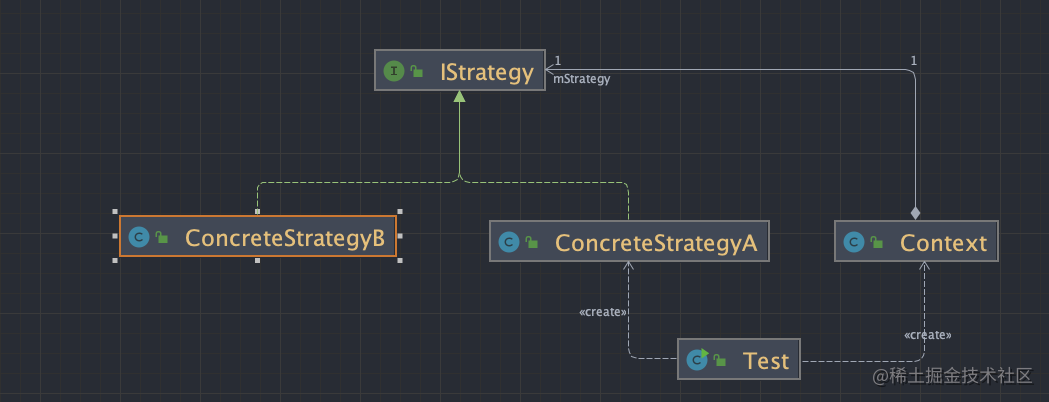 1
1
I IStrategy
mStrategy
C ConcreteStrategyB
C ConcreteStrategyA
C Context
«create»
«create»
C Test
@稀土掘金技术社区